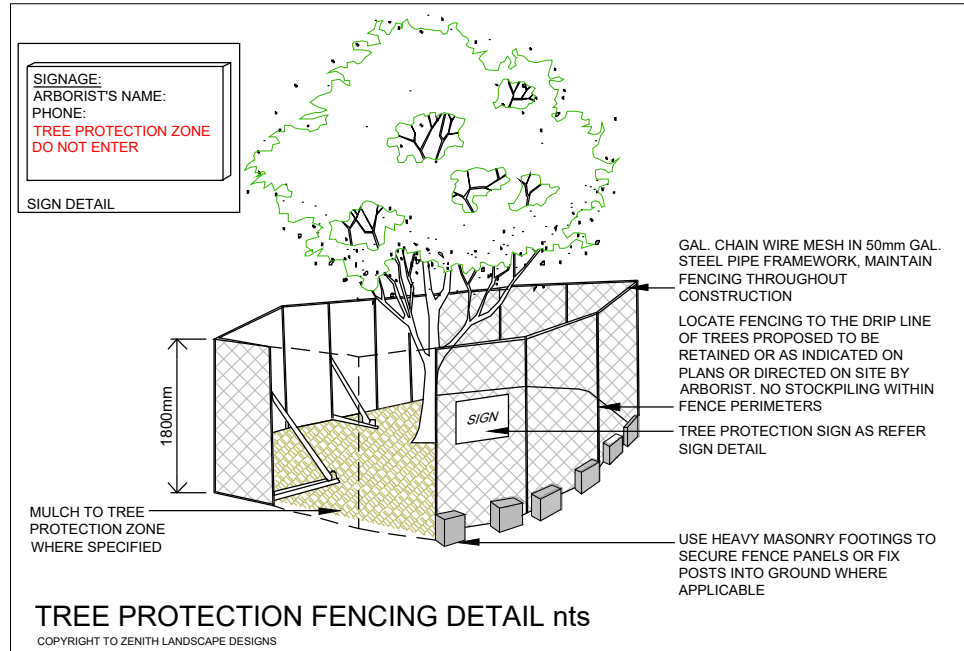 SIGNAGE:
ARBORIST'S NAME:
PHONE:
TREE PROTECTION ZONE
DO NOT ENTER
SIGN DETAIL
GAL. CHAIN WIRE MESH IN 50mm GAL.
STEEL PIPE FRAMEWORK, MAINTAIN
FENCING THROUGHOUT
CONSTRUCTION
LOCATE FENCING TO THE DRIP LINE
OF TREES PROPOSED TO BE
RETAINED OR AS INDICATED ON
PLANS OR DIRECTED ON SITE BY
ARBORIST. NO STOCKPILING WITHIN
FENCE PERIMETERS
1800mm
SIGN
TREE PROTECTION SIGN AS REFER
SIGN DETAIL
MULCH TO TREE
PROTECTION ZONE
WHERE SPECIFIED
USE HEAVY MASONRY FOOTINGS TO
SECURE FENCE PANELS OR FIX
POSTS INTO GROUND WHERE
APPLICABLE
TREE PROTECTION FENCING DETAIL nts
COPYRIGHT TO ZENITH LANDSCAPE DESIGNS